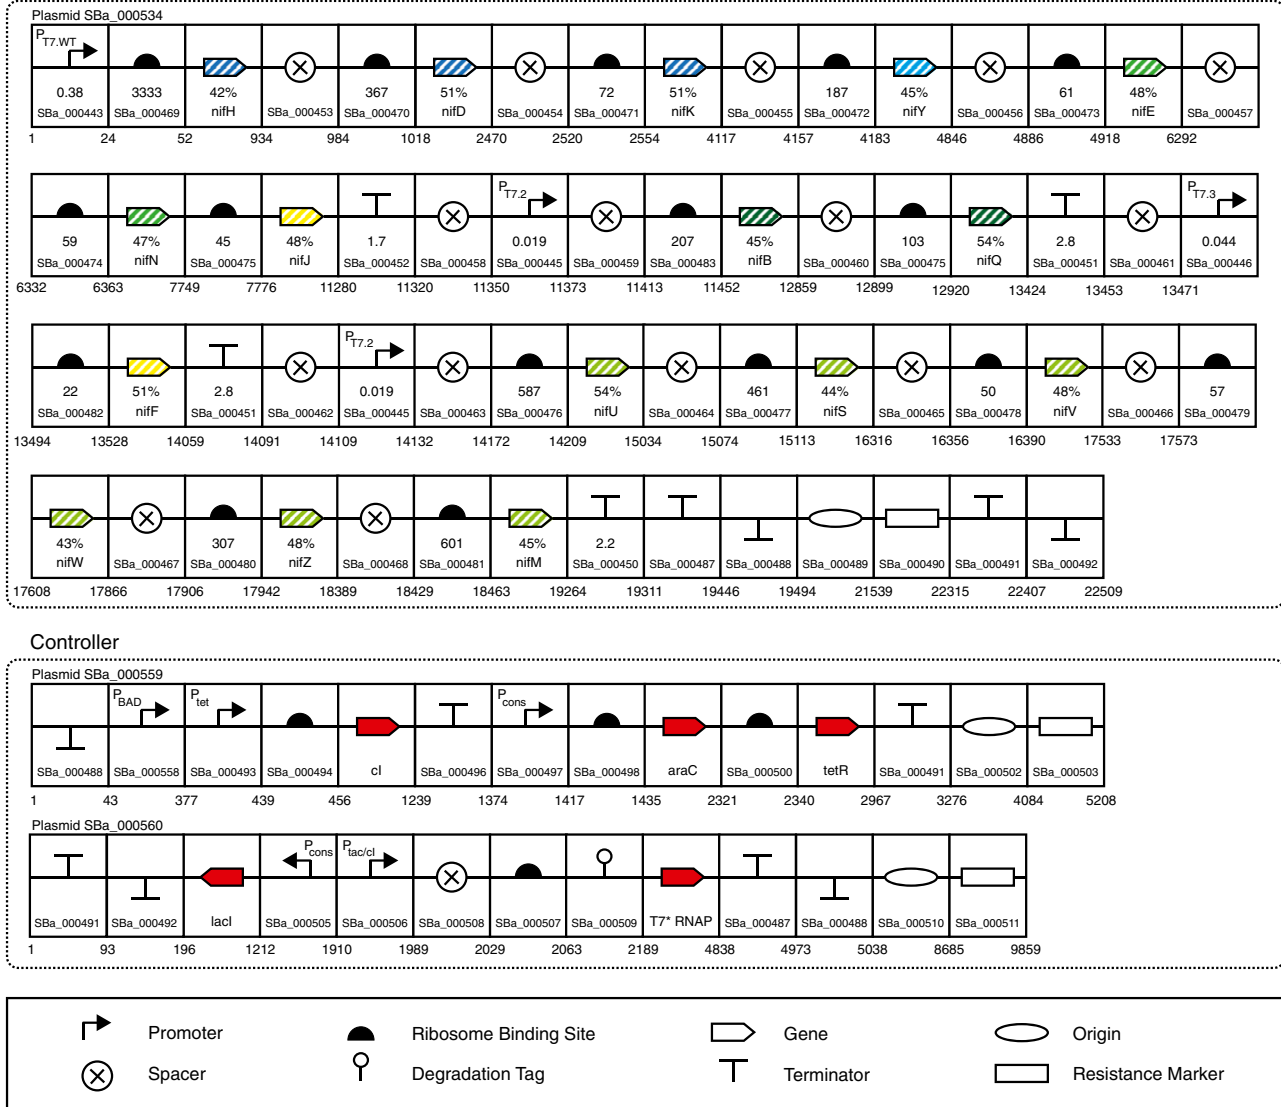 Plasmid SBa_000534
PT7.WT
0.38 3333 42% 367 51% 72 51% 187 45% 61 48%
SBa_000443 SBa_000469 nifH SBa_000453 SBa_000470 nifD SBa_000454 SBa_000471 nifK SBa_000455 SBa_000472 nifY SBa_000456 SBa_000473 nifE SBa_000457
1 24 52 934 984 1018 2470 2520 2554 4117 4157 4183 4846 4886 4918 6292
PT7.2 PT7.3
59 47% 45 48% 1.7 0.019 207 45% 103 54% 2.8 0.044
SBa_000474 nifN SBa_000475 nifJ SBa_000452 SBa_000458 SBa_000445 SBa_000459 SBa_000483 nifB SBa_000460 SBa_000475 nifQ SBa_000451 SBa_000461 SBa_000446
6332 6363 7749 7776 11280 11320 11350 11373 11413 11452 12859 12899 12920 13424 13453 13471
PT7.2
22 51% 2.8 0.019 587 54% 461 44% 50 48% 57
SBa_000482 nifF SBa_000451 SBa_000462 SBa_000445 SBa_000463 SBa_000476 nifU SBa_000464 SBa_000477 nifS SBa_000465 SBa_000478 nifV SBa_000466 SBa_000479
13494 13528 14059 14091 14109 14132 14172 14209 15034 15074 15113 16316 16356 16390 17533 17573
43% 307 48% 601 45% 2.2
nifW SBa_000467 SBa_000480 nifZ SBa_000468 SBa_000481 nifM SBa_000450 SBa_000487 SBa_000488 SBa_000489 SBa_000490 SBa_000491 SBa_000492
17608 17866 17906 17942 18389 18429 18463 19264 19311 19446 19494 21539 22315 22407 22509
Controller
Plasmid SBa_000559
PBAD Ptet Pcons
SBa_000488 SBa_000558 SBa_000493 SBa_000494 cI SBa_000496 SBa_000497 SBa_000498 araC SBa_000500 tetR SBa_000491 SBa_000502 SBa_000503
1 43 377 439 456 1239 1374 1417 1435 2321 2340 2967 3276 4084 5208
Plasmid SBa_000560
Pcons Ptac/cI
SBa_000491 SBa_000492 lacI SBa_000505 SBa_000506 SBa_000508 SBa_000507 SBa_000509 T7* RNAP SBa_000487 SBa_000488 SBa_000510 SBa_000511
1 93 196 1212 1910 1989 2029 2063 2189 4838 4973 5038 8685 9859
Promoter Ribosome Binding Site Gene Origin
Spacer Degradation Tag Terminator Resistance Marker